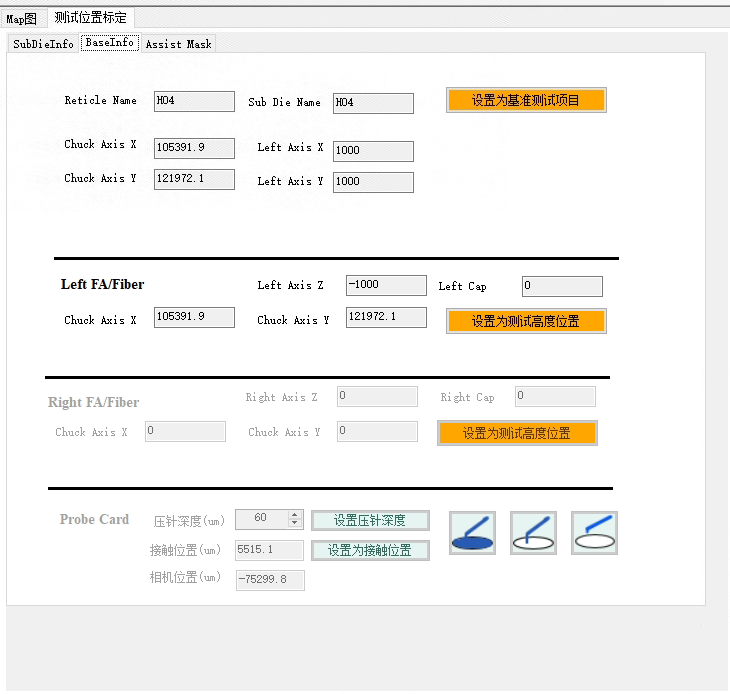 Map图 测试位置标定
SubDieInfo BaseInfo Assist Mask
Reticle Name H04 Sub Die Name H04 设置为基准测试项目
Chuck Axis X 105391.9 Left Axis X 1000
Chuck Axis Y 121972.1 Left Axis Y 1000
Left FA/Fiber Left Axis Z -1000 Left Cap 0
Chuck Axis X 105391.9 Chuck Axis Y 121972.1 设置为测试高度位置
Right FA/Fiber Right Axis Z 0 Right Cap 0
Chuck Axis X 0 Chuck Axis Y 0 设置为测试高度位置
Probe Card 压针深度(um) 60 设置压针深度
接触位置(um) 5515.1 设置为接触位置
相机位置(um) -75299.8